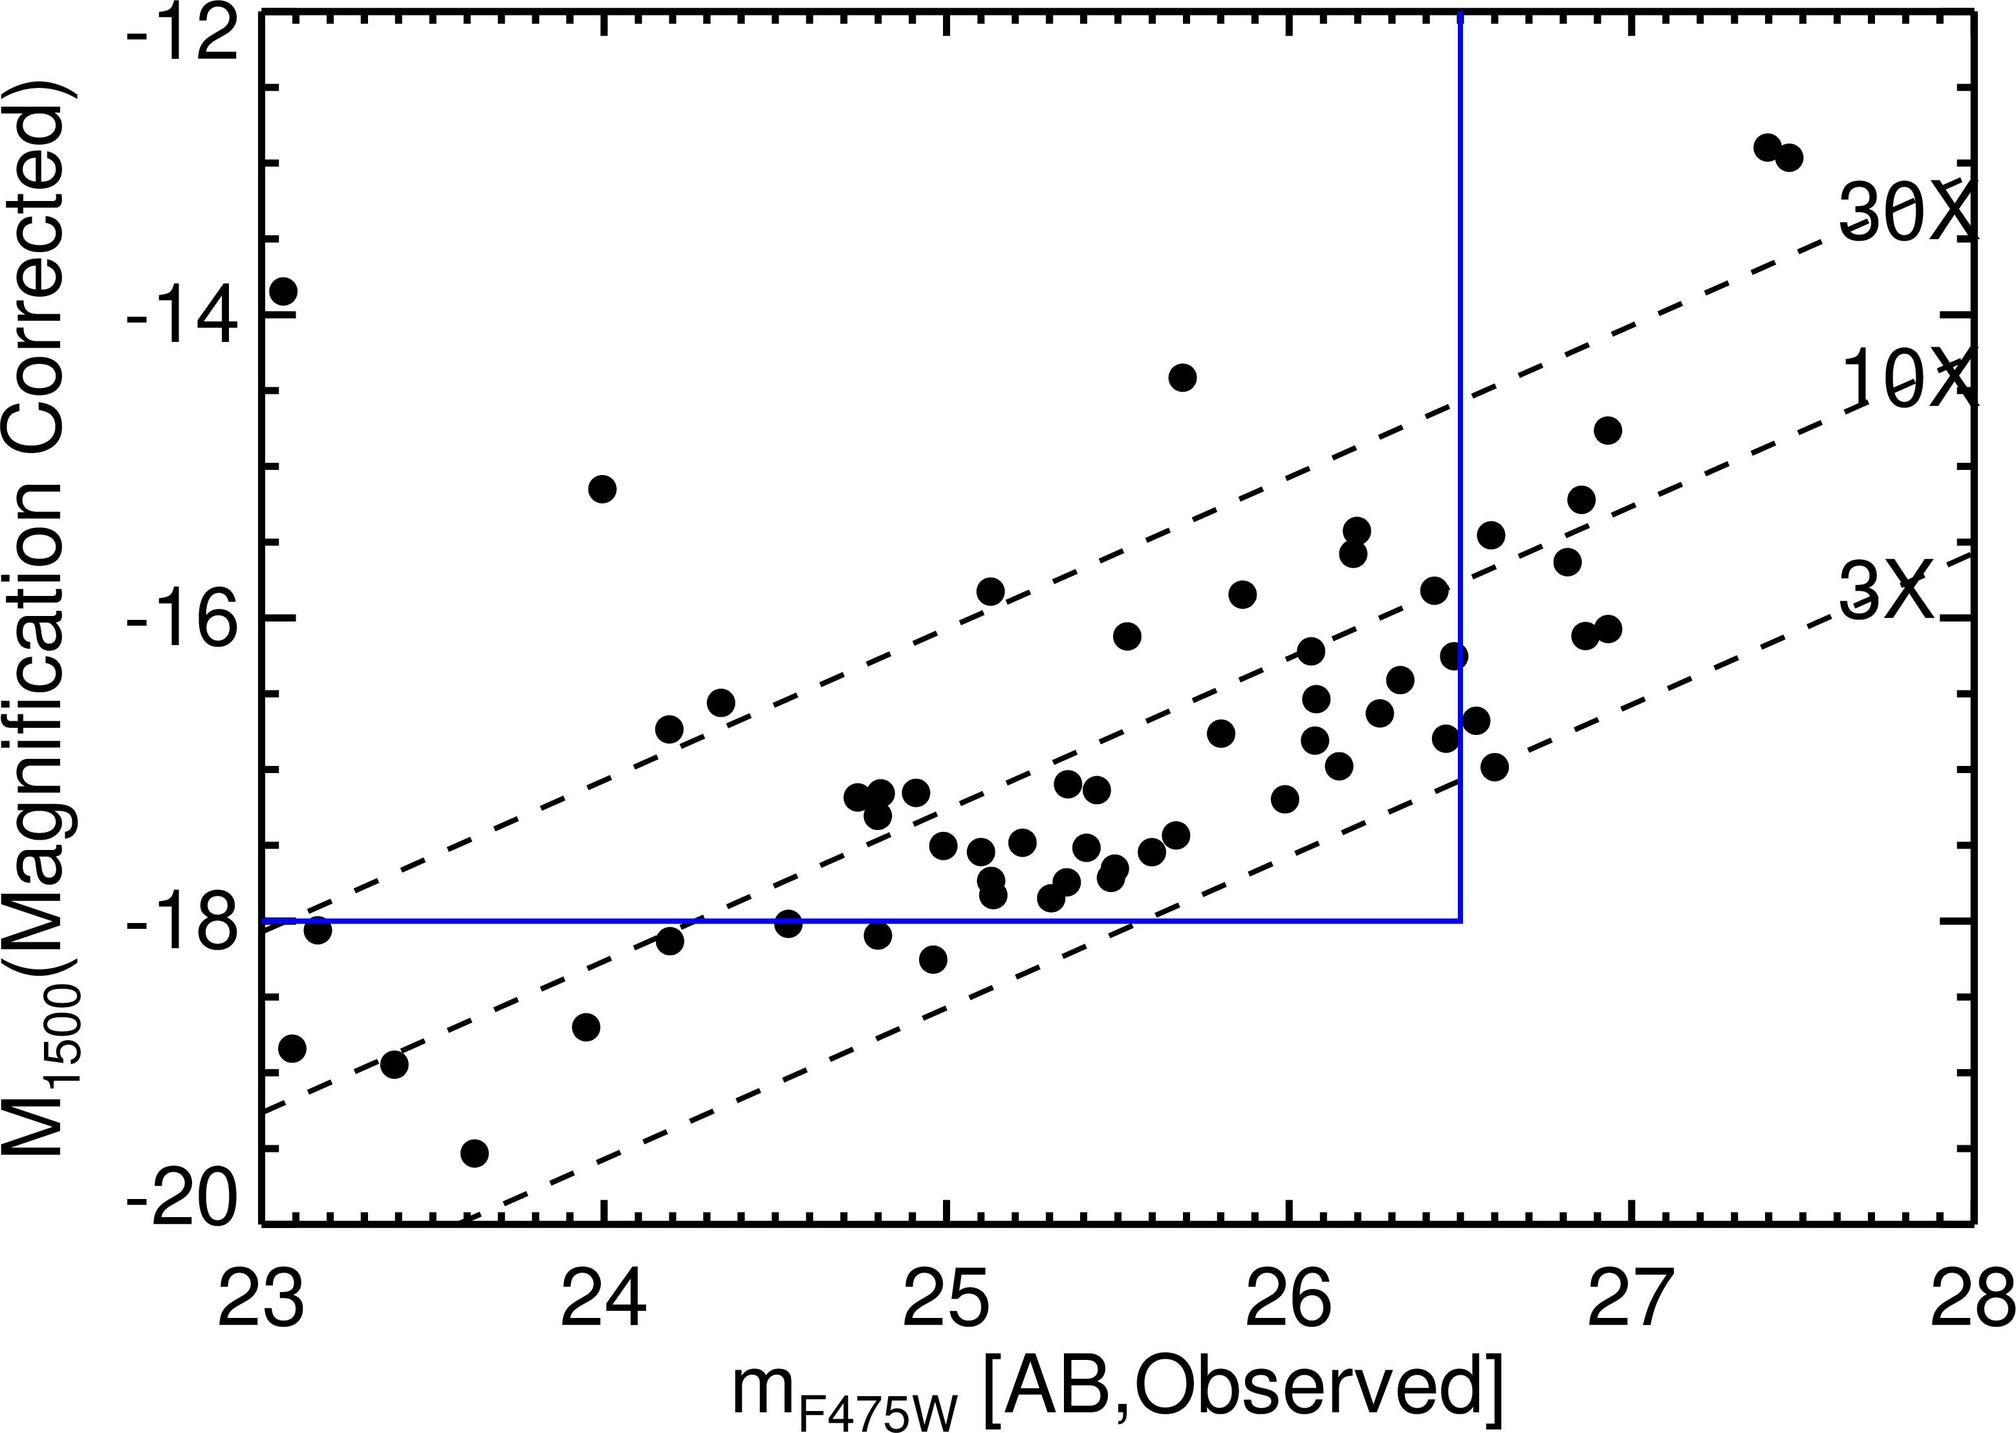 -12
-14
-16
-18
-20
M1500(Magnification Corrected)
30X
10X
3X
23 24 25 26 27 28
mF475W [AB,Observed]